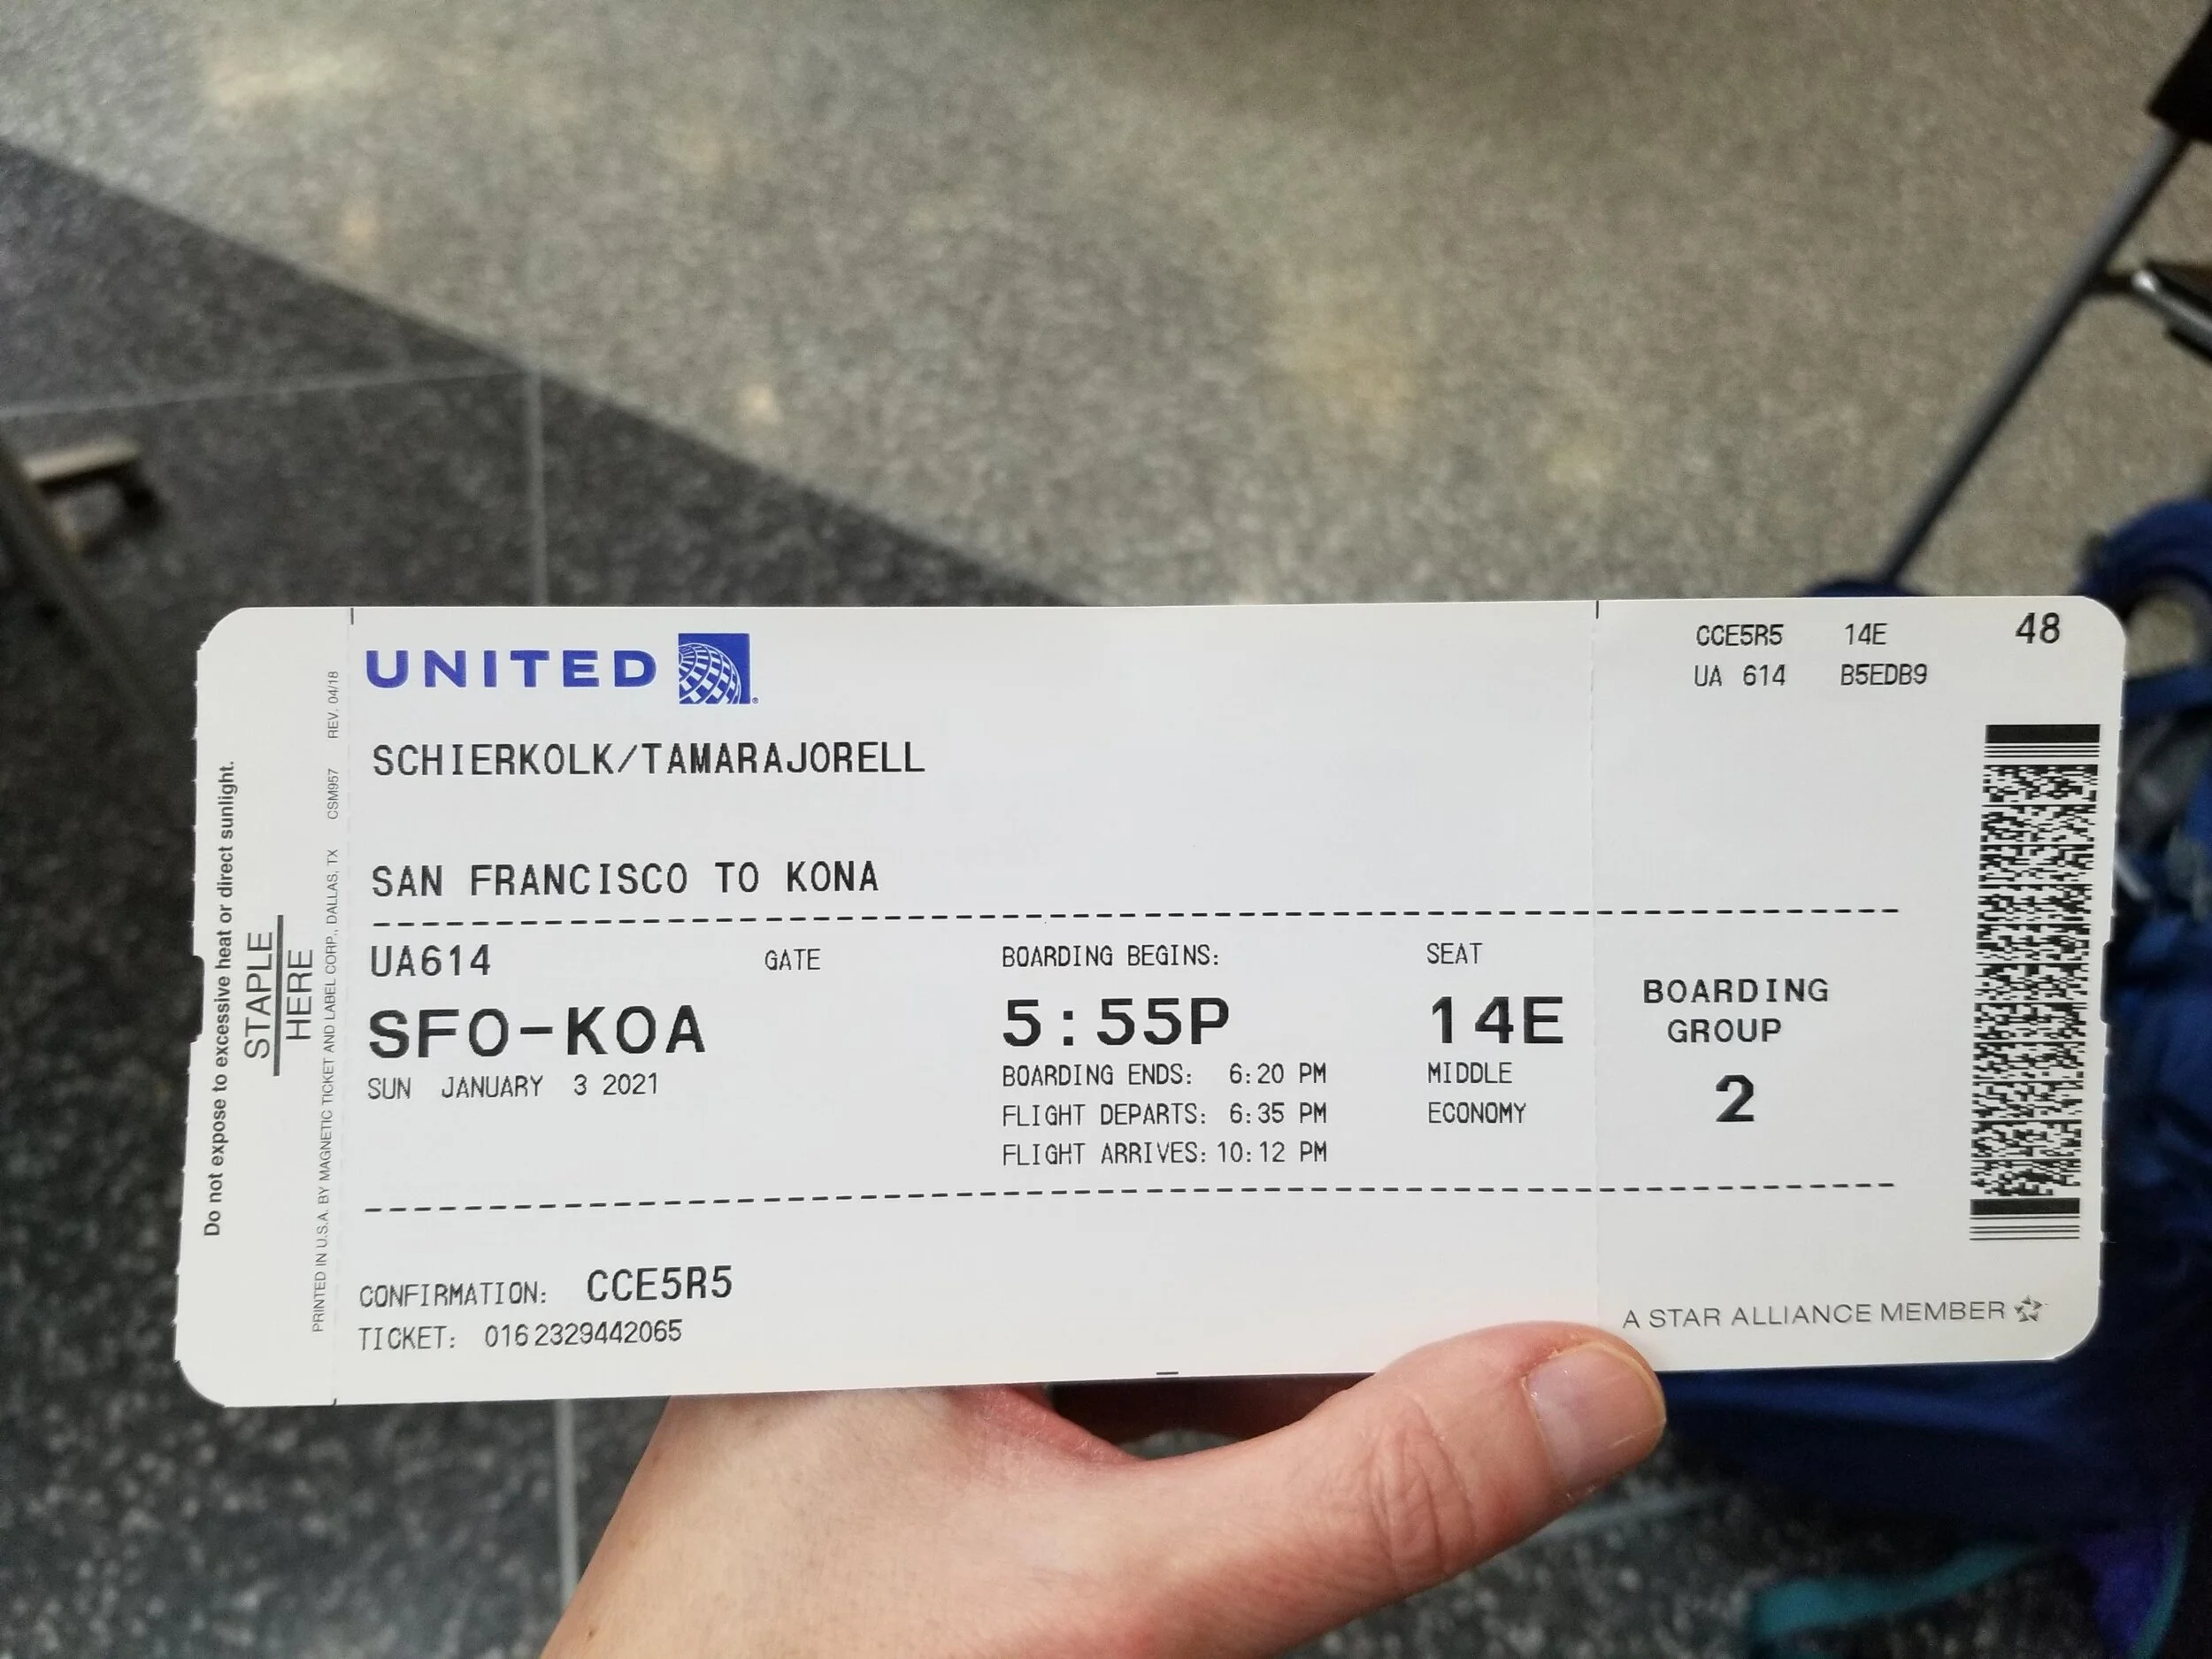 Do not expose to excessive heat or direct sunlight.
STAPLE
HERE
PRINTED IN U.S.A. BY MAGNETIC TICKET AND LABEL CORP., DALLAS, TX CSM957 REV. 04/18
UNITED
SCHIERKOLK/TAMARAJORELL
SAN FRANCISCO TO KONA
UA614
SFO-KOA
SUN JANUARY 3 2021
GATE
BOARDING BEGINS:
5:55P
BOARDING ENDS: 6:20 PM
FLIGHT DEPARTS: 6:35 PM
FLIGHT ARRIVES: 10:12 PM
SEAT
14E
MIDDLE
ECONOMY
CONFIRMATION: CCE5R5
TICKET: 016 2329442065
CCE5R5 14E 48
UA 614 B5EDB9
BOARDING
GROUP
2
A STAR ALLIANCE MEMBER